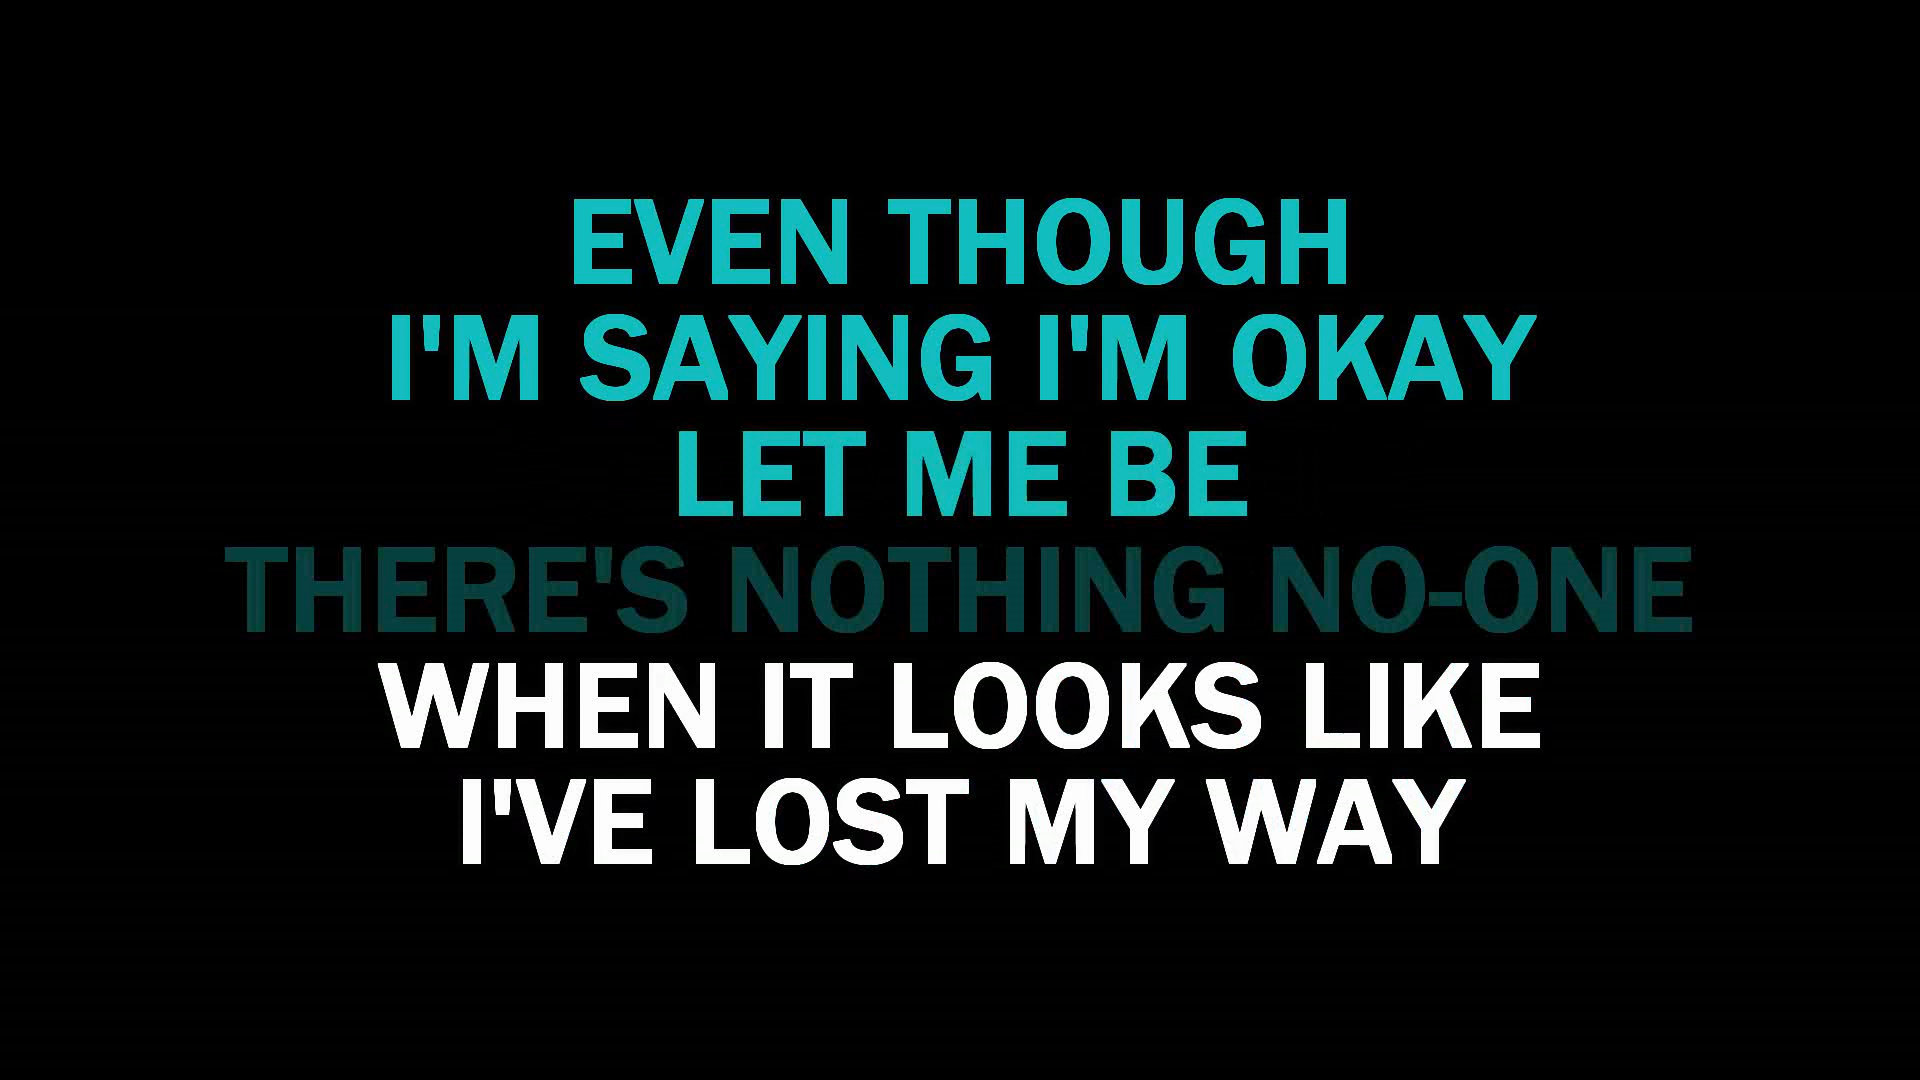 EVEN THOUGH
I'M SAYING I'M OKAY
LET ME BE
THERE'S NOTHING NO-ONE
WHEN IT LOOKS LIKE
I'VE LOST MY WAY